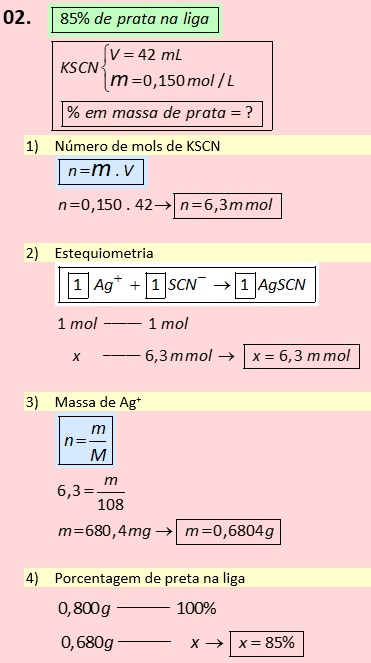 02. 85% de prata na liga
KSCN { V = 42 mL
m = 0,150 mol / L
% em massa de prata = ?
1) Número de mols de KSCN
n = m . V
n = 0,150 . 42 → n = 6,3 m mol
2) Estequiometria
1 Ag⁺ + 1 SCN⁻ → 1 AgSCN
1 mol —— 1 mol
x —— 6,3 m mol → x = 6,3 m mol
3) Massa de Ag⁺
n = m/M
6,3 = m/108
m = 680,4 mg → m = 0,6804 g
4) Porcentagem de preta na liga
0,800 g ——— 100%
0,680 g ——— x → x = 85%